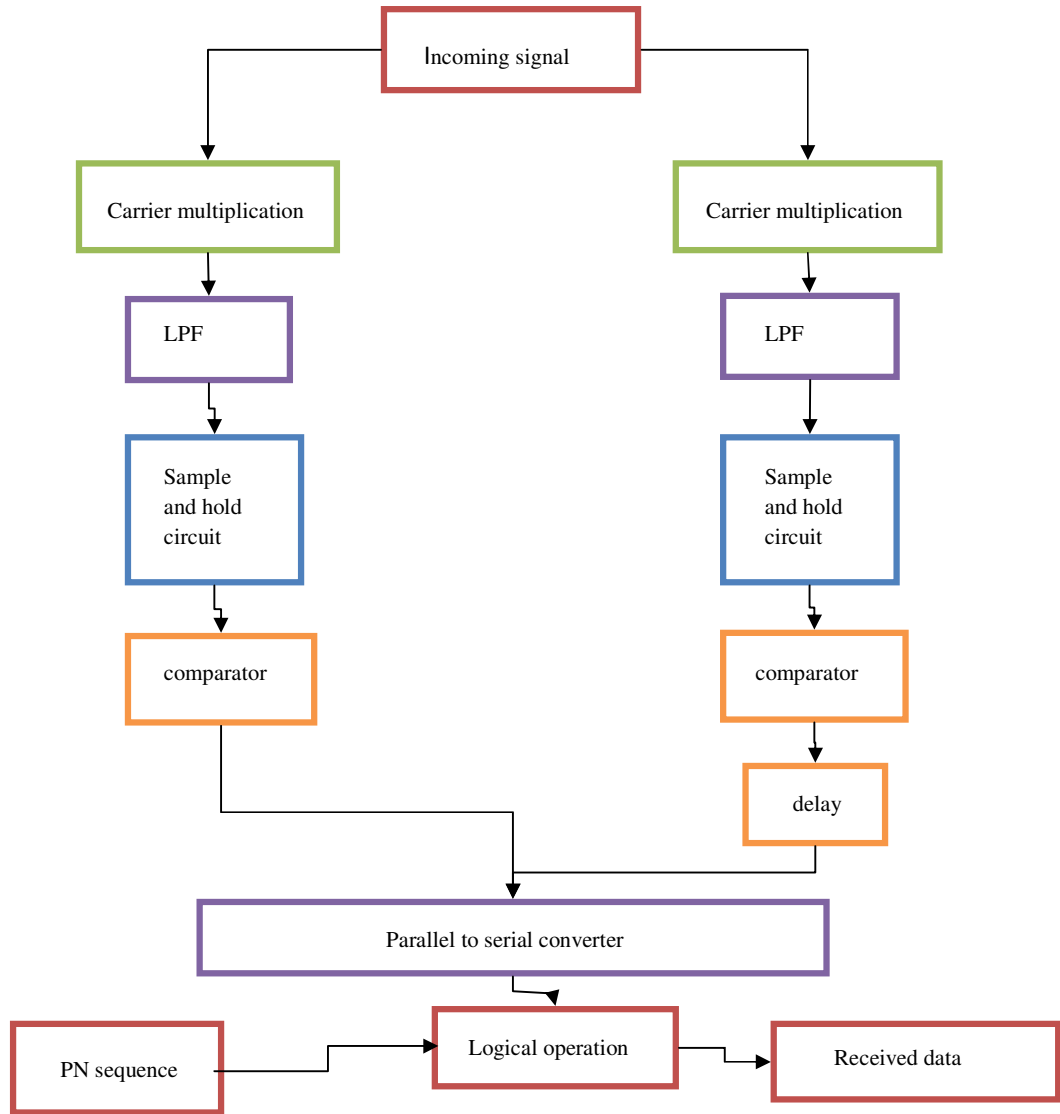 Incoming signal
Carrier multiplication
Carrier multiplication
LPF
LPF
Sample
and hold
circuit
Sample
and hold
circuit
comparator
comparator
delay
Parallel to serial converter
PN sequence
Logical operation
Received data